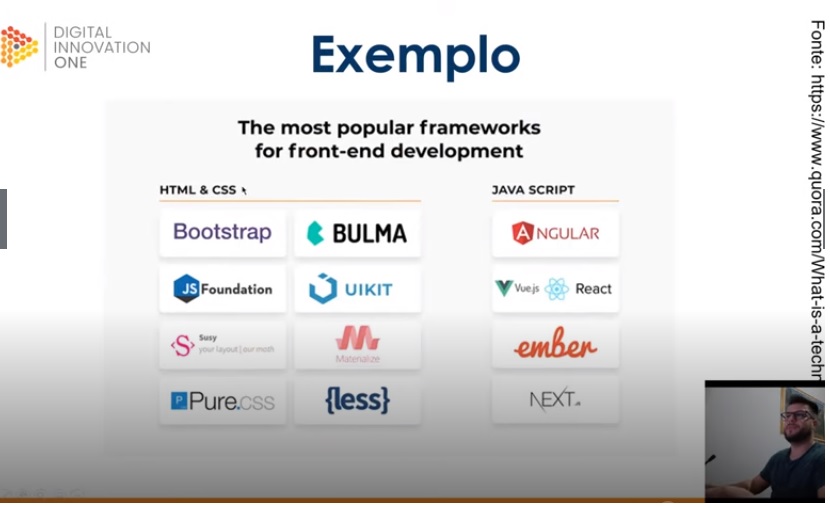 DIGITAL
INNOVATION
ONE
Exemplo
The most popular frameworks
for front-end development
HTML & CSS
JAVA SCRIPT
Bootstrap
BULMA
ANGULAR
JS Foundation
UIKIT
Vue.js
React
Susy
your layout | our math
Materialize
ember
P Pure.css
{less}
NEXT.js
Fonte: https://www.quora.com/What-is-a-techn